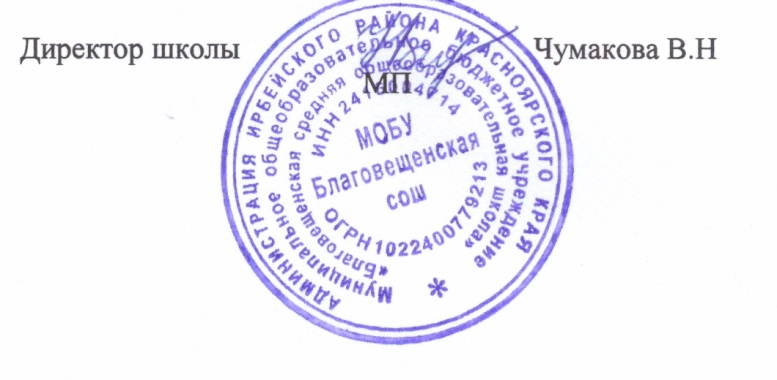 Директор школы Чумакова В.Н
МП
АДМИНИСТРАЦИЯ ИРБЕЙСКОГО РАЙОНА КРАСНОЯРСКОГО КРАЯ
Муниципальное общеобразовательное бюджетное учреждение
"Благовещенская средняя общеобразовательная школа"
ИНН
МОБУ
Благовещенская
сош
ОГРН 1022400779213
*